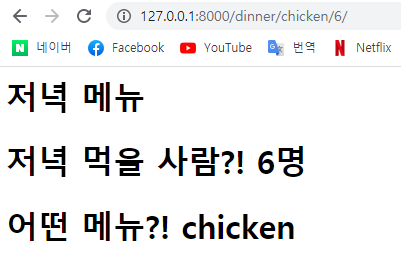 127.0.0.1:8000/dinner/chicken/6/
네이버 Facebook YouTube 번역 Netflix
저녁 메뉴
저녁 먹을 사람?! 6명
어떤 메뉴?! chicken